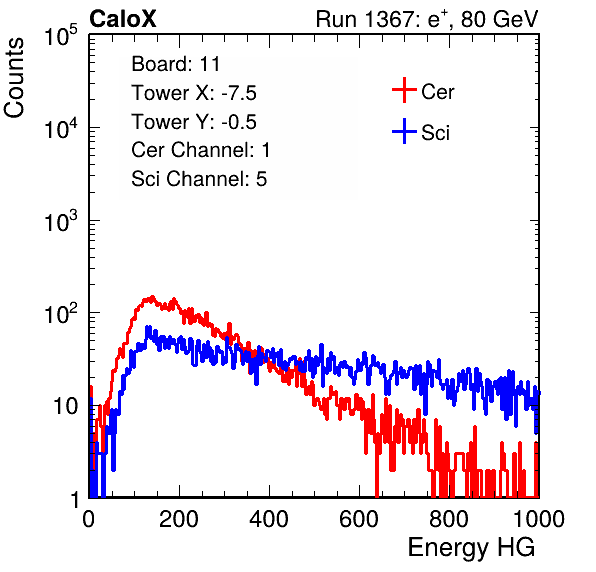 CaloX Run 1367: e⁺, 80 GeV
Counts
10⁵
10⁴
10³
10²
10
1
Board: 11
Tower X: -7.5
Tower Y: -0.5
Cer Channel: 1
Sci Channel: 5
Cer
Sci
0 200 400 600 800 1000
Energy HG